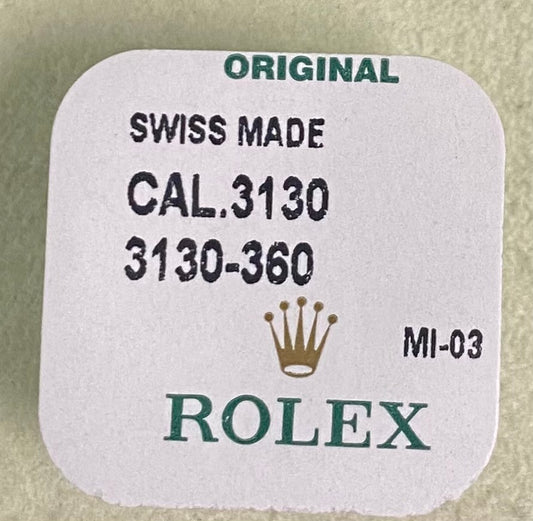 ORIGINAL
SWISS MADE
CAL.3130
3130-360
MI-03
ROLEX